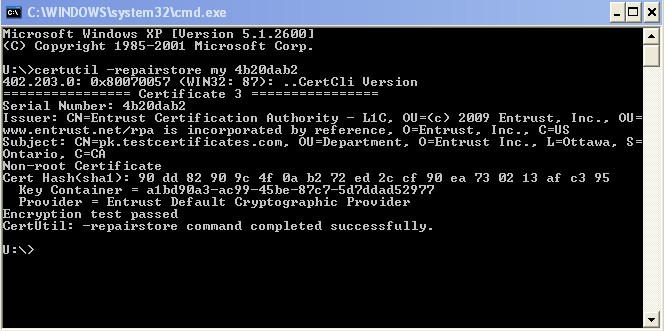 C:\WINDOWS\system32\cmd.exe
Microsoft Windows XP [Version 5.1.2600]
(C) Copyright 1985-2001 Microsoft Corp.
U:\>certutil -repairstore my 4b20dab2
402.203.0: 0x80070057 (WIN32: 87): ..CertCli Version
================ Certificate 3 ================
Serial Number: 4b20dab2
Issuer: CN=Entrust Certification Authority - L1C, OU=(c) 2009 Entrust, Inc., OU=
www.entrust.net/rpa is incorporated by reference, O=Entrust, Inc., C=US
Subject: CN=pk.testcertificates.com, OU=Department, O=Entrust Inc., L=Ottawa, S=
Ontario, C=CA
Non-root Certificate
Cert Hash(sha1): 90 dd 82 90 9c 4f 0a b2 72 ed 2c cf 90 ea 73 02 13 af c3 95
  Key Container = a1bd90a3-ac99-45be-87c7-5d7ddad52977
  Provider = Entrust Default Cryptographic Provider
Encryption test passed
CertUtil: -repairstore command completed successfully.
U:\>